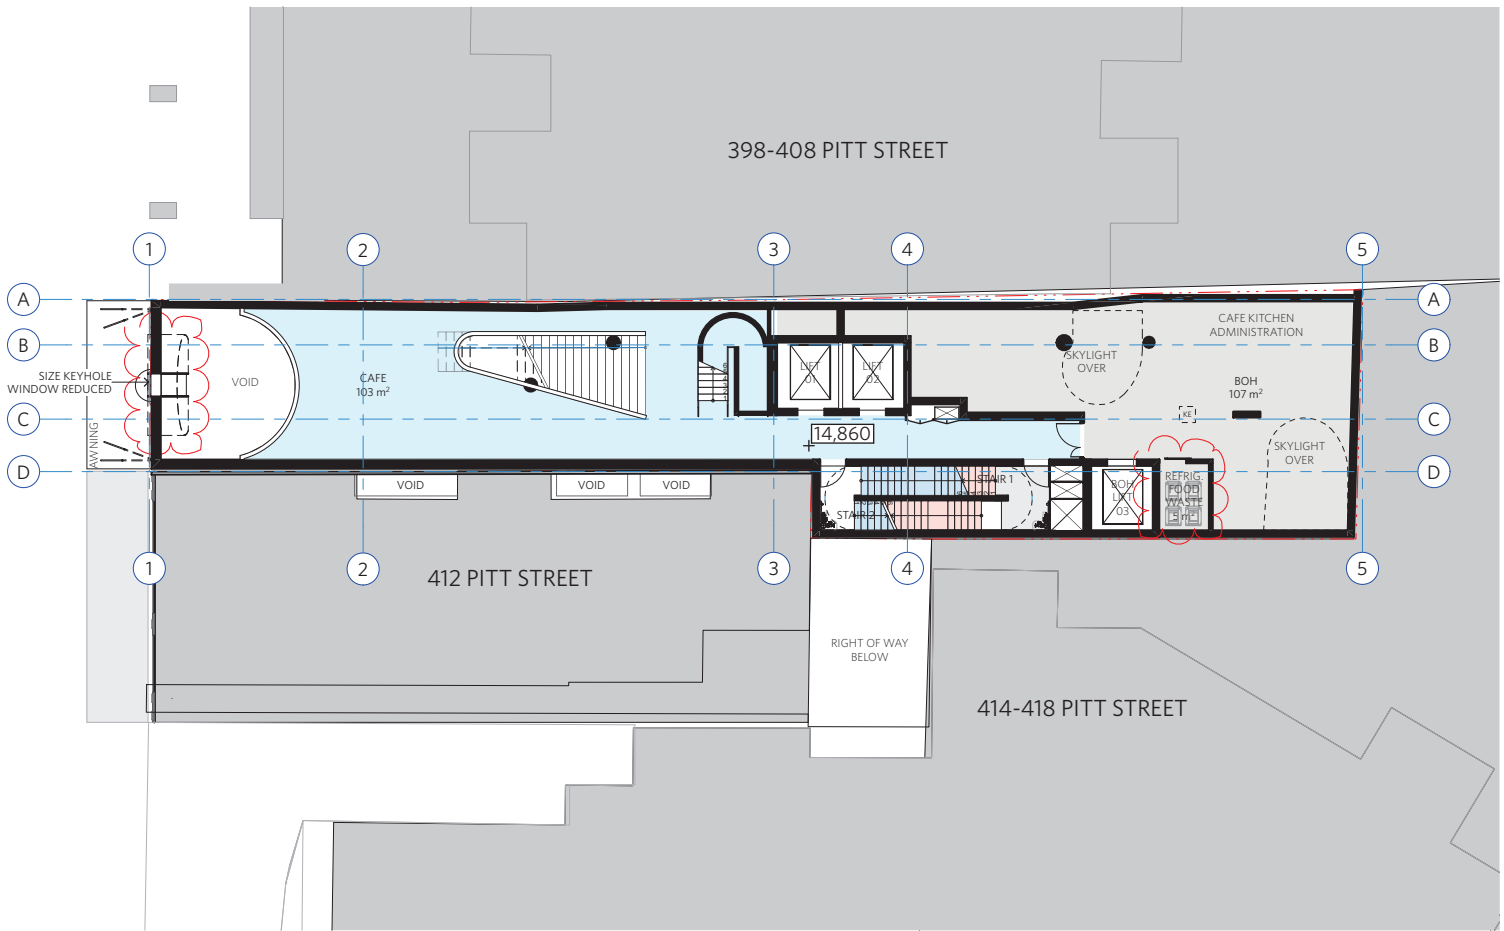 398-408 PITT STREET
1
2
3
4
5
A
A
B
B
C
C
D
D
SIZE KEYHOLE
WINDOW REDUCED
AWNING
VOID
CAFE
103 m²
LIFT
01
LIFT
02
14,860
SKYLIGHT
OVER
CAFE KITCHEN
ADMINISTRATION
BOH
107 m²
KE
SKYLIGHT
OVER
STAIR 1
STAIR 2
BOH
LIFT
03
REFRIG.
FOOD
WASTE
5 m²
VOID
VOID
VOID
1
2
3
4
5
412 PITT STREET
RIGHT OF WAY
BELOW
414-418 PITT STREET